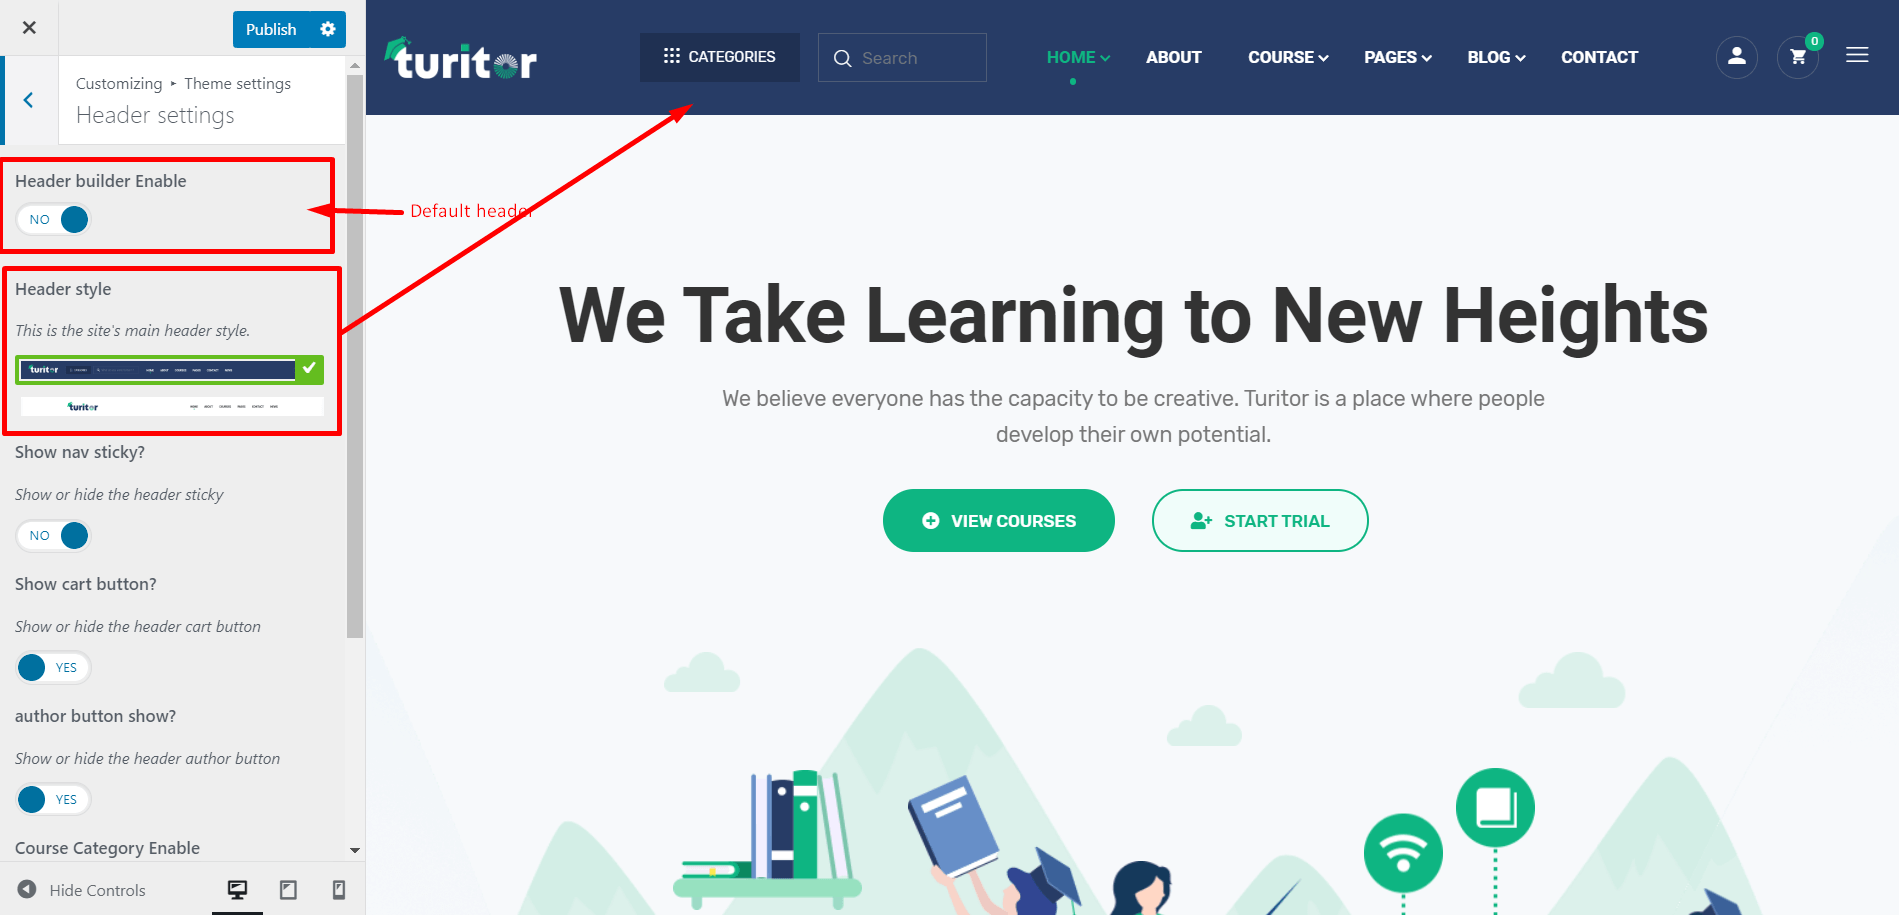 Publish
Customizing ▸ Theme settings
Header settings
Header builder Enable
NO
Default header
Header style
This is the site's main header style.
turitor
turitor
Show nav sticky?
Show or hide the header sticky
NO
Show cart button?
Show or hide the header cart button
YES
author button show?
Show or hide the header author button
YES
Course Category Enable
Hide Controls
turitor
CATEGORIES
Search
HOME
ABOUT
COURSE
PAGES
BLOG
CONTACT
0
We Take Learning to New Heights
We believe everyone has the capacity to be creative. Turitor is a place where people
develop their own potential.
VIEW COURSES
START TRIAL